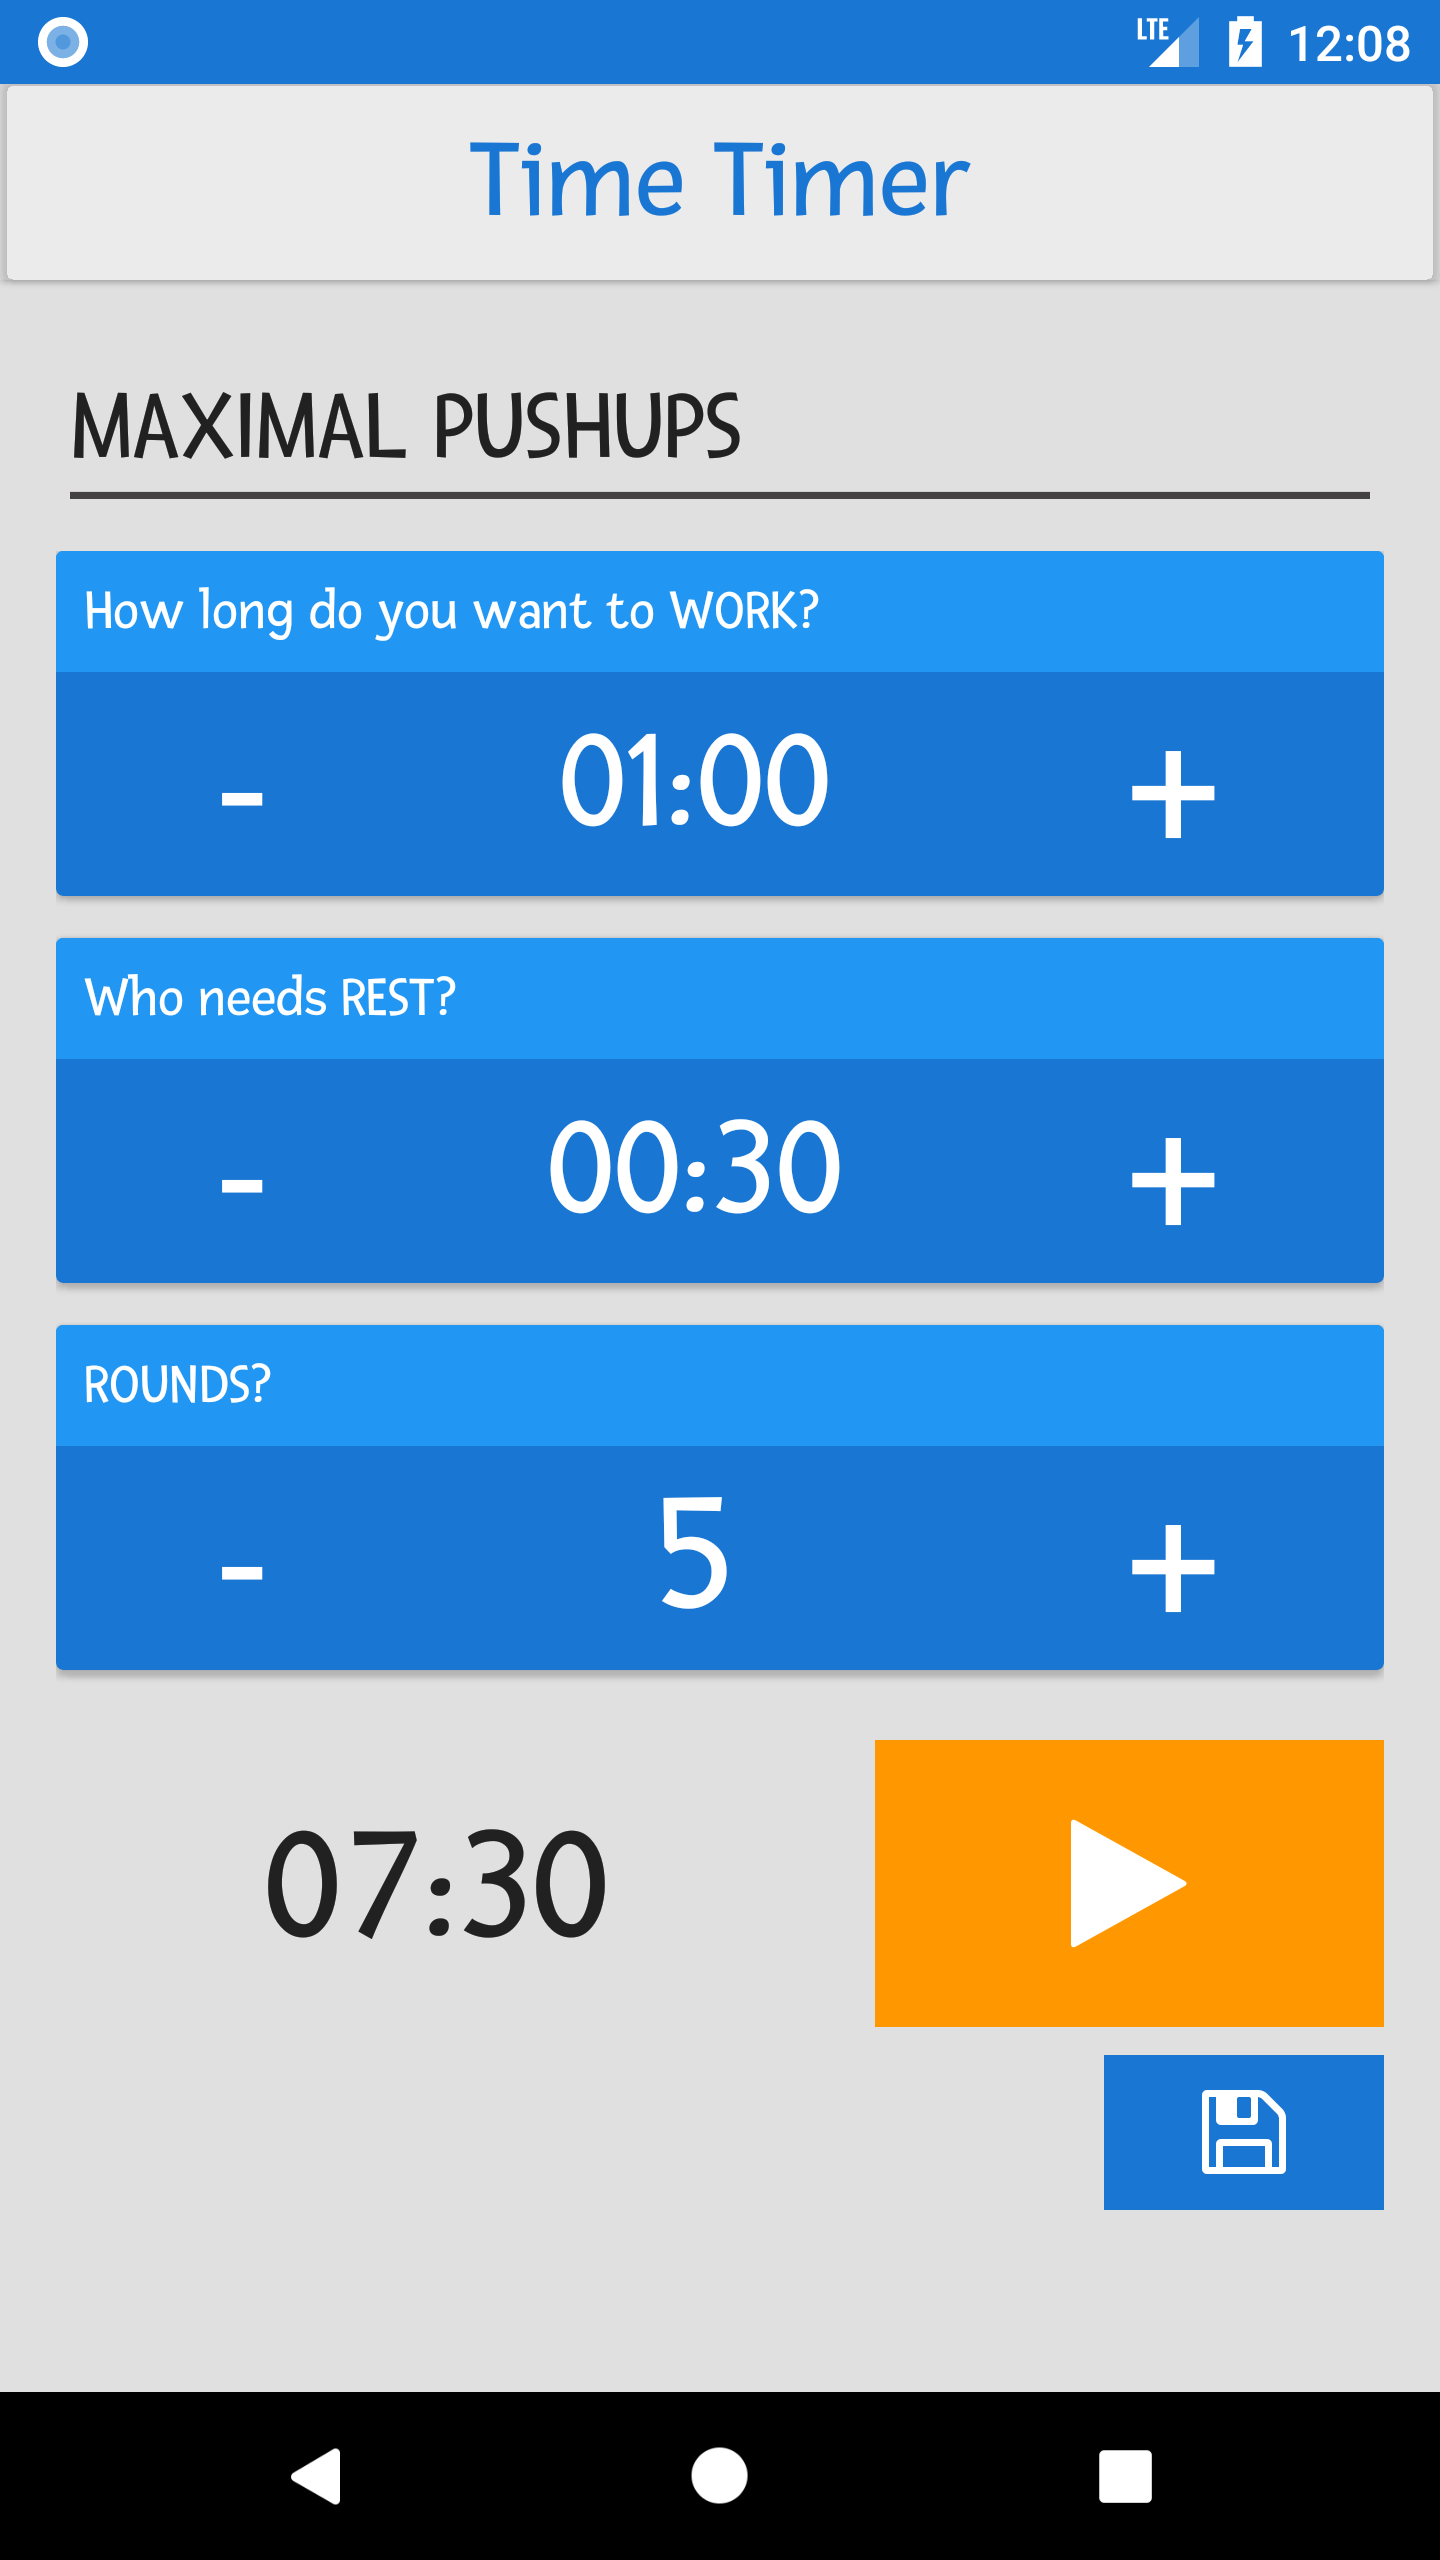 LTE 12:08
Time Timer
MAXIMAL PUSHUPS
How long do you want to WORK?
- 01:00 +
Who needs REST?
- 00:30 +
ROUNDS?
- 5 +
07:30